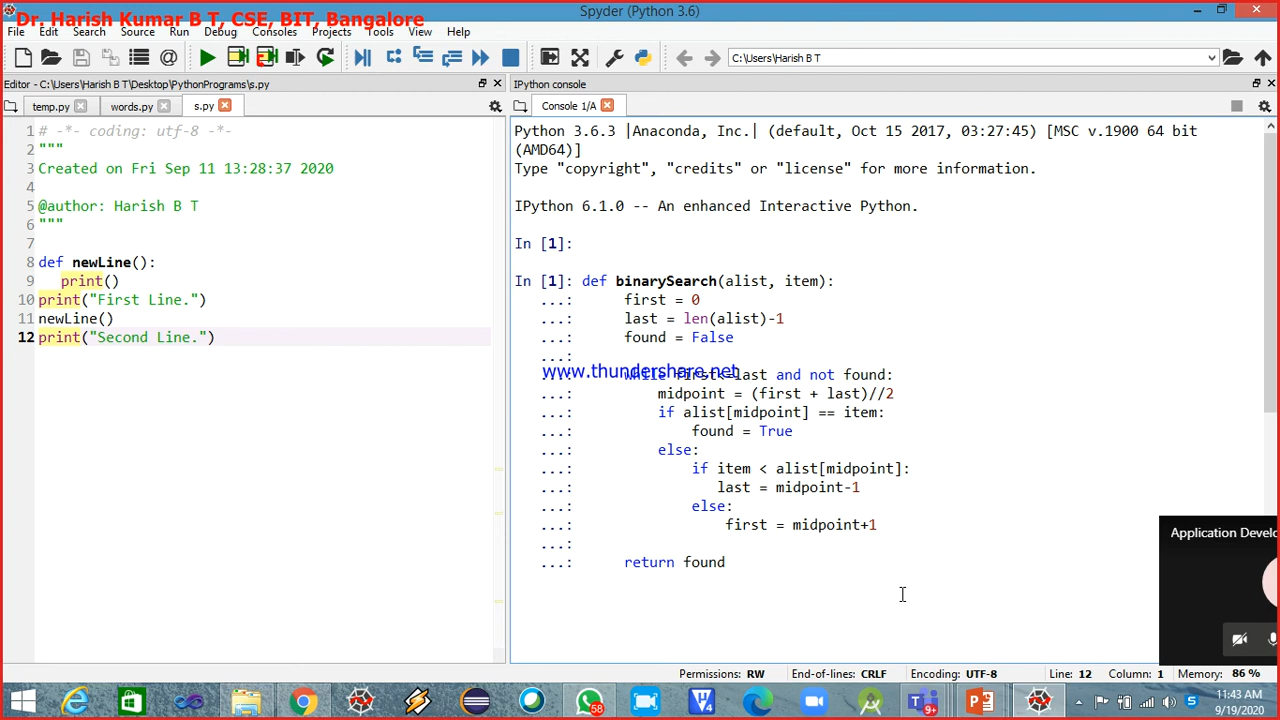 Dr. Harish Kumar B T, CSE, BIT, Bangalore
Spyder (Python 3.6)
File Edit Search Source Run Debug Consoles Projects Tools View Help
C:\Users\Harish B T
Editor - C:\Users\Harish B T\Desktop\PythonPrograms\s.py
temp.py words.py s.py
1 # -*- coding: utf-8 -*-
2 """
3 Created on Fri Sep 11 13:28:37 2020
4
5 @author: Harish B T
6 """
7
8 def newLine():
9 print()
10 print("First Line.")
11 newLine()
12 print("Second Line.")
IPython console
Console 1/A
Python 3.6.3 |Anaconda, Inc.| (default, Oct 15 2017, 03:27:45) [MSC v.1900 64 bit
(AMD64)]
Type "copyright", "credits" or "license" for more information.
IPython 6.1.0 -- An enhanced Interactive Python.
In [1]:
In [1]: def binarySearch(alist, item):
...: first = 0
...: last = len(alist)-1
...: found = False
...:
www.thundershare.net
...: while first<=last and not found:
...: midpoint = (first + last)//2
...: if alist[midpoint] == item:
...: found = True
...: else:
...: if item < alist[midpoint]:
...: last = midpoint-1
...: else:
...: first = midpoint+1
...:
...: return found
Application Develo
Permissions: RW End-of-lines: CRLF Encoding: UTF-8 Line: 12 Column: 1 Memory: 86 %
58
9+
11:43 AM
9/19/2020